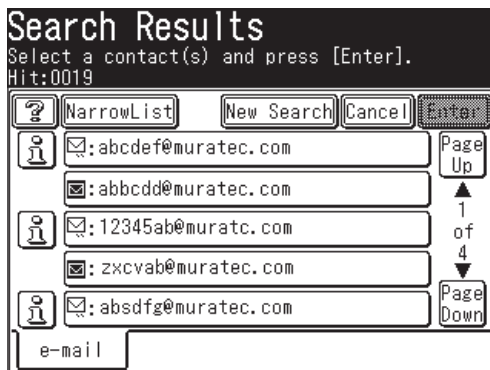 Search Results
Select a contact(s) and press [Enter].
Hit:0019
? NarrowList New Search Cancel Enter
i :abcdef@muratec.com Page Up
:abbcdd@muratec.com
i :12345ab@muratc.com 1 of 4
: zxcvab@muratec.com
i :absdfg@muratec.com Page Down
e-mail